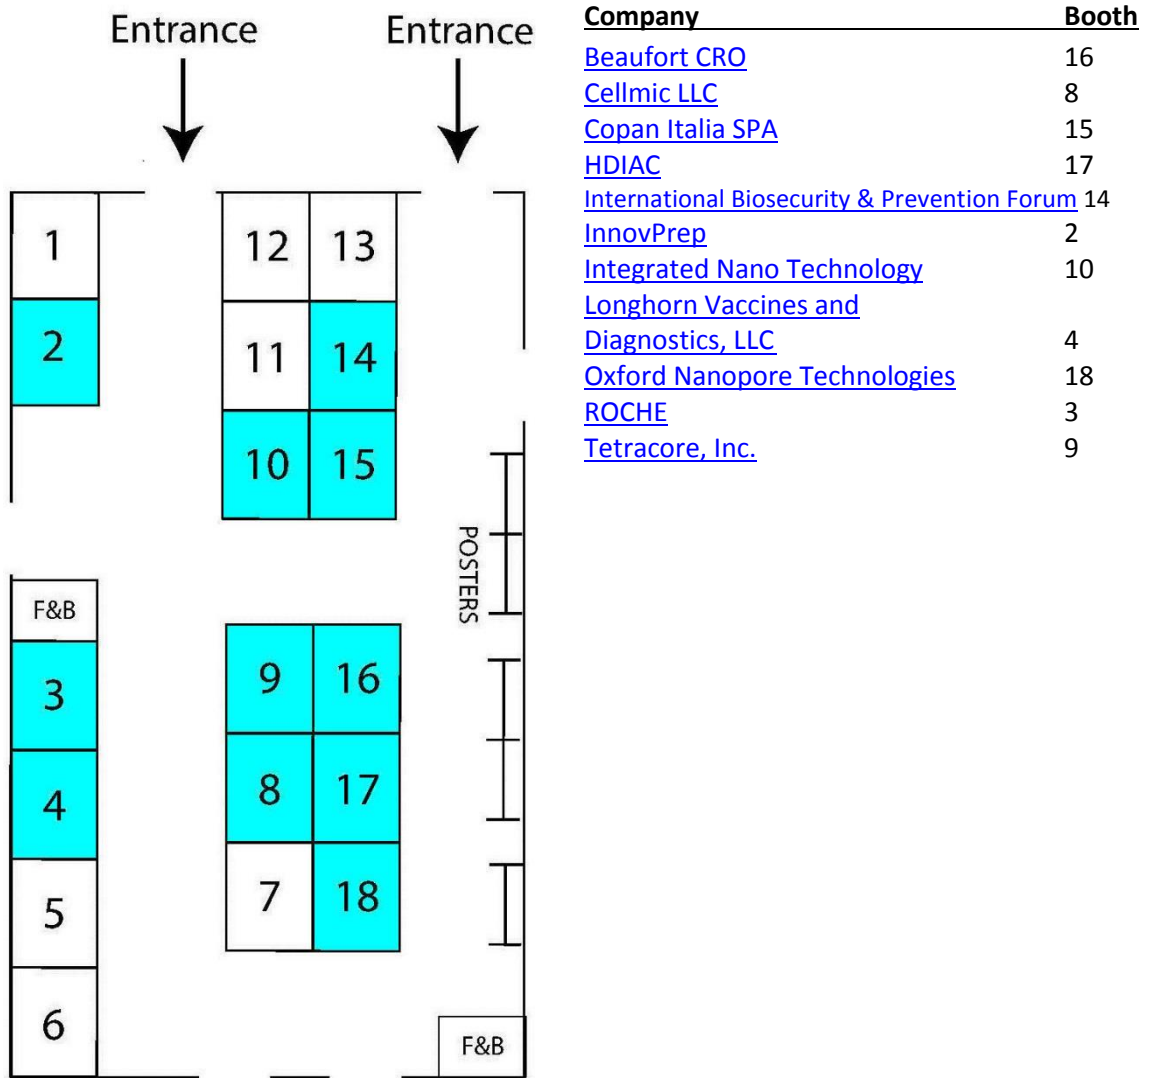 Entrance Entrance
1 12 13
2 11 14
10 15
POSTERS
F&B
3 9 16
4 8 17
5 7 18
6 F&B
Company Booth
Beaufort CRO 16
Cellmic LLC 8
Copan Italia SPA 15
HDIAC 17
International Biosecurity & Prevention Forum 14
InnovPrep 2
Integrated Nano Technology 10
Longhorn Vaccines and
Diagnostics, LLC 4
Oxford Nanopore Technologies 18
ROCHE 3
Tetracore, Inc. 9